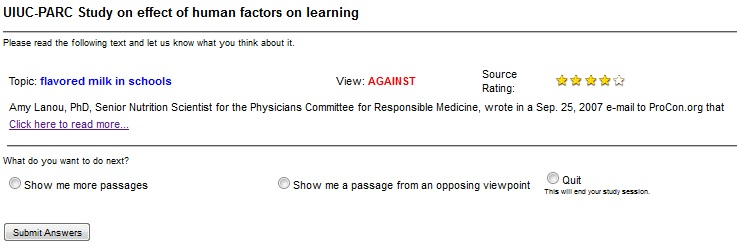 UIUC-PARC Study on effect of human factors on learning
Please read the following text and let us know what you think about it.
Topic: flavored milk in schools View: AGAINST Source Rating:
Amy Lanou, PhD, Senior Nutrition Scientist for the Physicians Committee for Responsible Medicine, wrote in a Sep. 25, 2007 e-mail to ProCon.org that
Click here to read more...
What do you want to do next?
Show me more passages Show me a passage from an opposing viewpoint Quit
This will end your study session.
Submit Answers